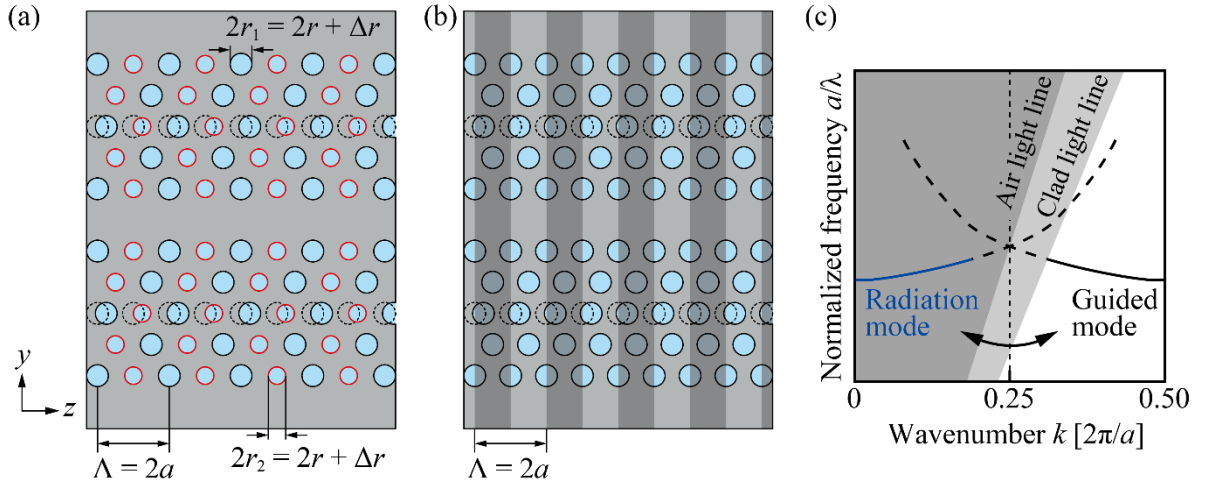 (a)
2r₁ = 2r + Δr
y
z
Λ = 2a
2r₂ = 2r + Δr
(b)
Λ = 2a
(c)
Normalized frequency a/λ
Air light line
Clad light line
Radiation mode
Guided mode
0
0.25
0.50
Wavenumber k [2π/a]